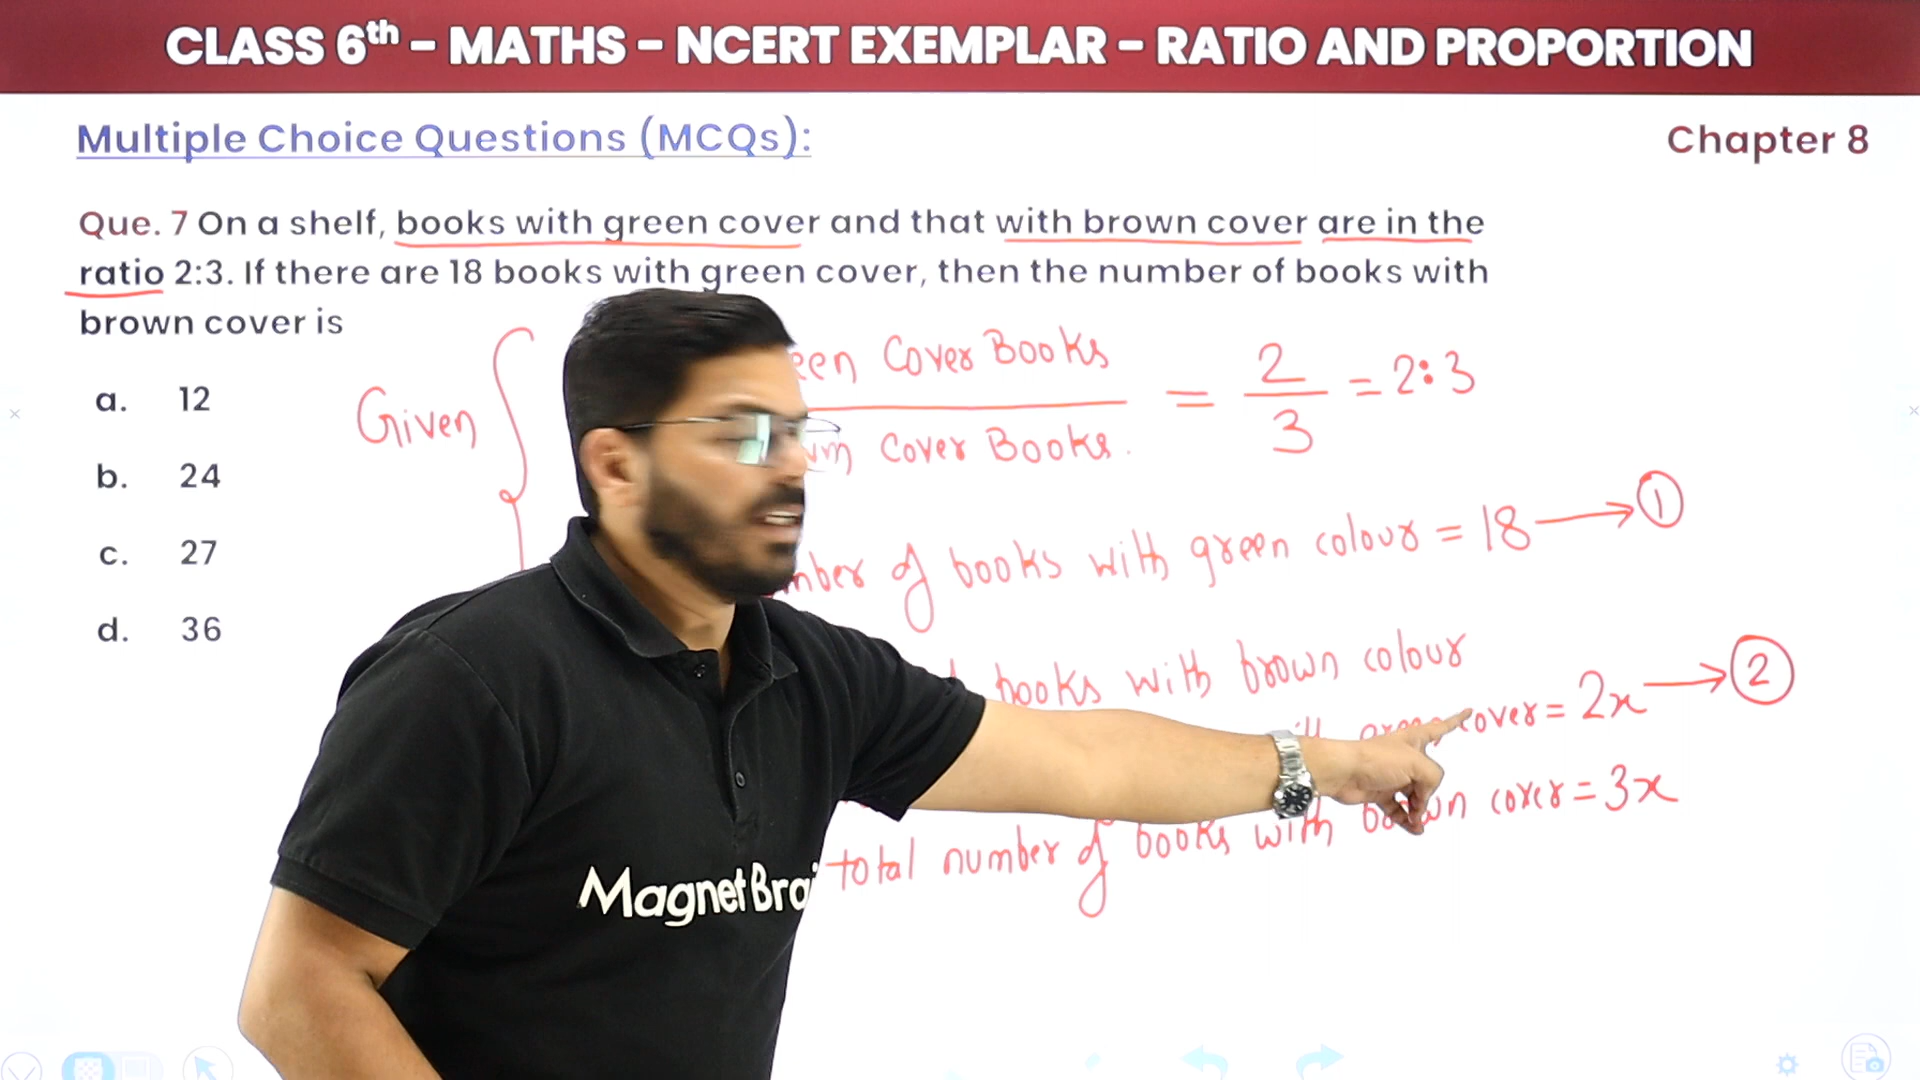 CLASS 6th – MATHS – NCERT EXEMPLAR – RATIO AND PROPORTION
Multiple Choice Questions (MCQs):
Chapter 8
Que. 7 On a shelf, books with green cover and that with brown cover are in the
ratio 2:3. If there are 18 books with green cover, then the number of books with
brown cover is
a. 12
b. 24
c. 27
d. 36
Given
Cover Books
= 2/3 = 2:3
Cover Books.
of books with green colour = 18 → 1
books with brown colour
cover = 2x → 2
total number of books with brown cover = 3x
Magnet